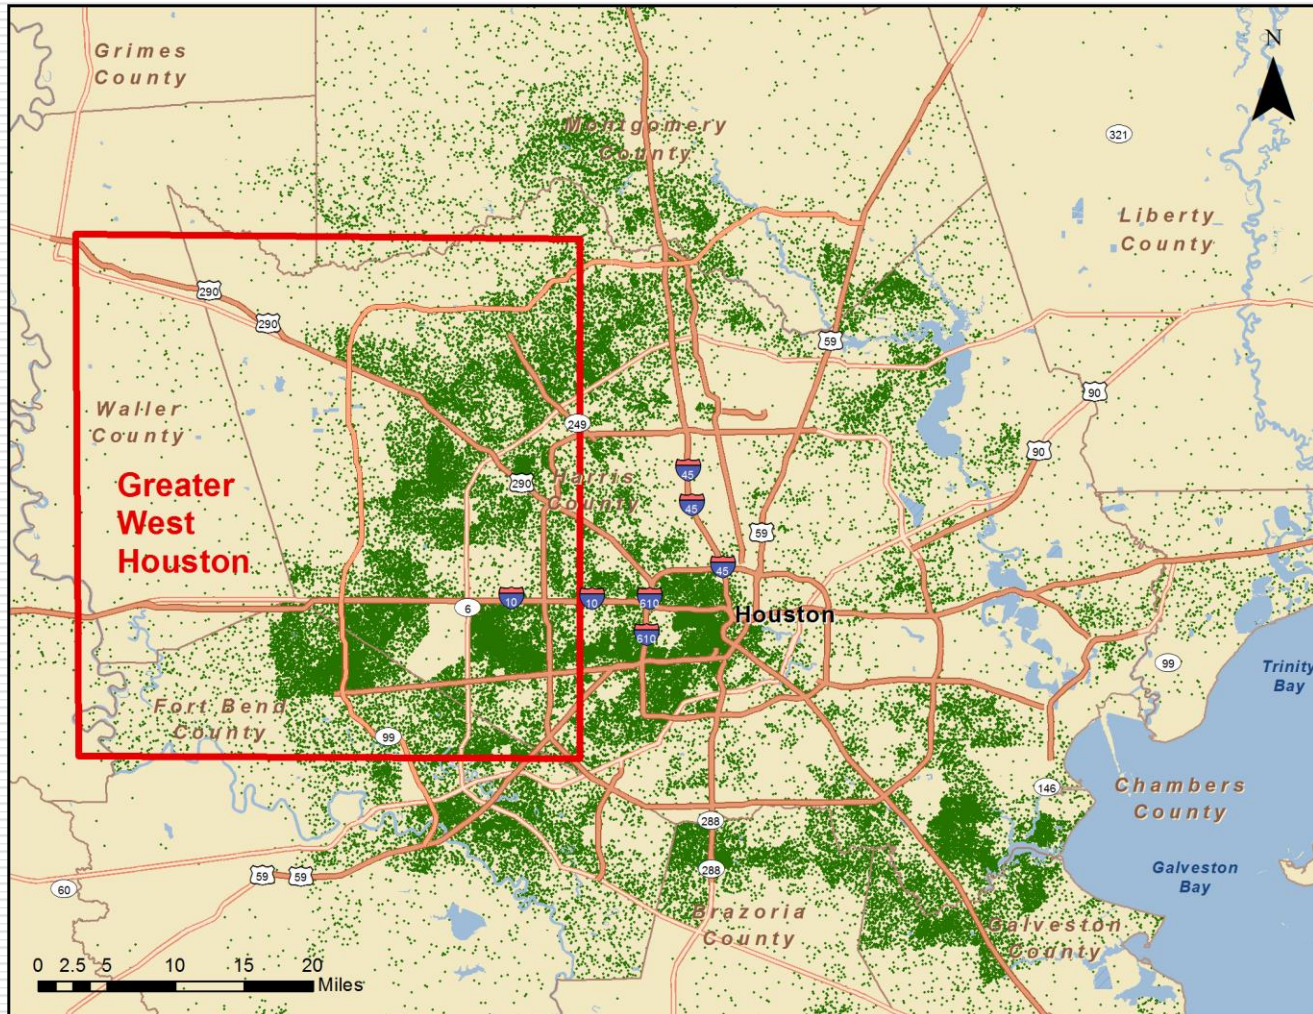 Grimes
County
N
Montgomery
County
321
Liberty
County
290
290
59
90
Waller
County
249
90
Greater
West
Houston
290
Harris
County
45
45
59
45
6
10
10
610
Houston
610
99
Trinity
Bay
Fort Bend
County
99
146
Chambers
County
288
59
59
288
60
Galveston
Bay
Brazoria
County
Galveston
County
0 2.5 5 10 15 20
Miles